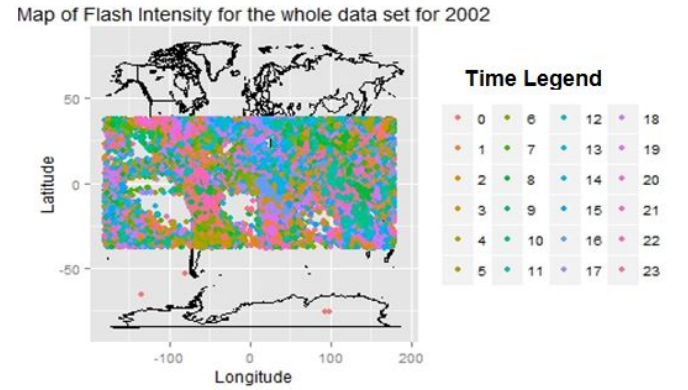 Map of Flash Intensity for the whole data set for 2002
Time Legend
0 6 12 18
1 7 13 19
2 8 14 20
3 9 15 21
4 10 16 22
5 11 17 23
50
0
-50
Latitude
-100 0 100 200
Longitude